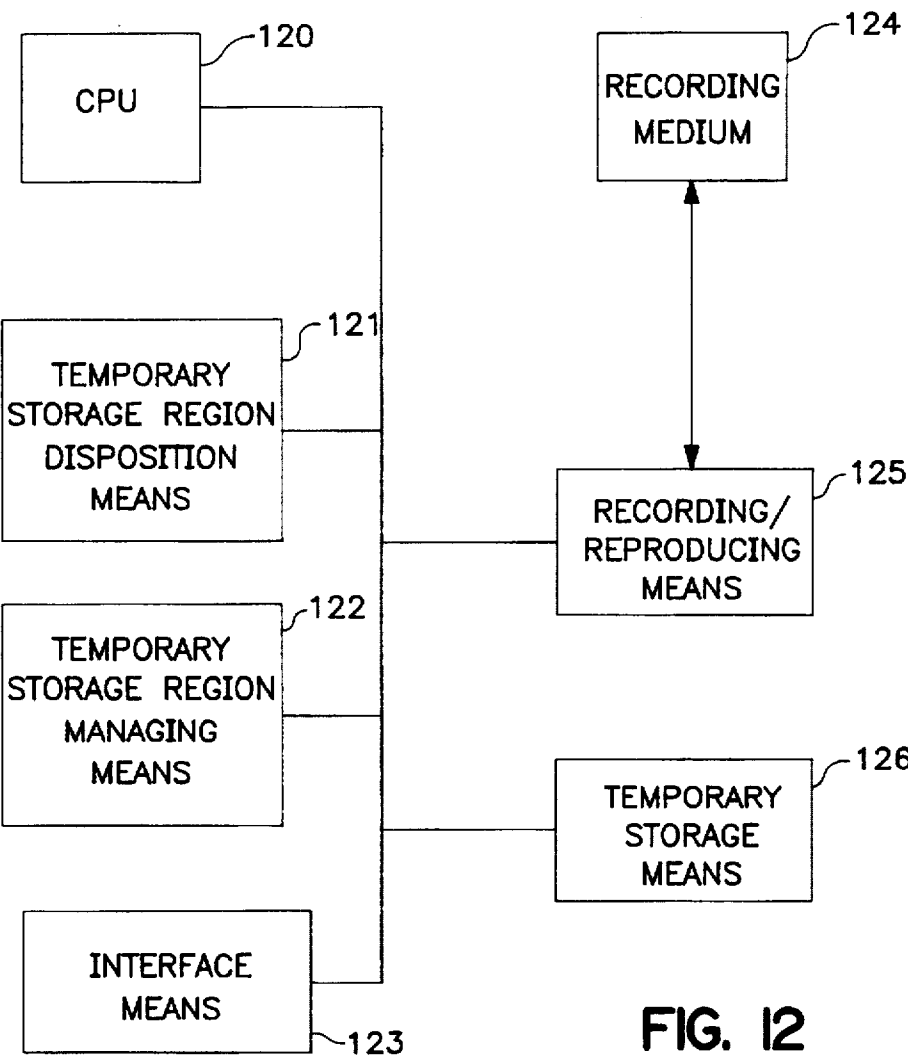 120
CPU
124
RECORDING
MEDIUM
121
TEMPORARY
STORAGE REGION
DISPOSITION
MEANS
125
RECORDING/
REPRODUCING
MEANS
122
TEMPORARY
STORAGE REGION
MANAGING
MEANS
126
TEMPORARY
STORAGE
MEANS
INTERFACE
MEANS
123
FIG. 12